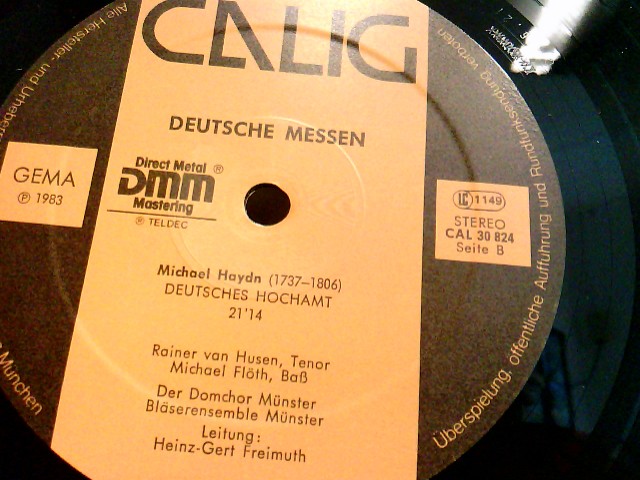 CALIG
DEUTSCHE MESSEN
Direct Metal ®
DMM
Mastering
® TELDEC
GEMA
℗ 1983
LC 1149
STEREO
CAL 30 824
Seite B
Michael Haydn (1737–1806)
DEUTSCHES HOCHAMT
21'14
Rainer van Husen, Tenor
Michael Flöth, Baß
Der Domchor Münster
Bläserensemble Münster
Leitung:
Heinz-Gert Freimuth
Alle Hersteller- und Urheber
Überspielung, öffentliche Aufführung und Rundfunksendung verboten
München